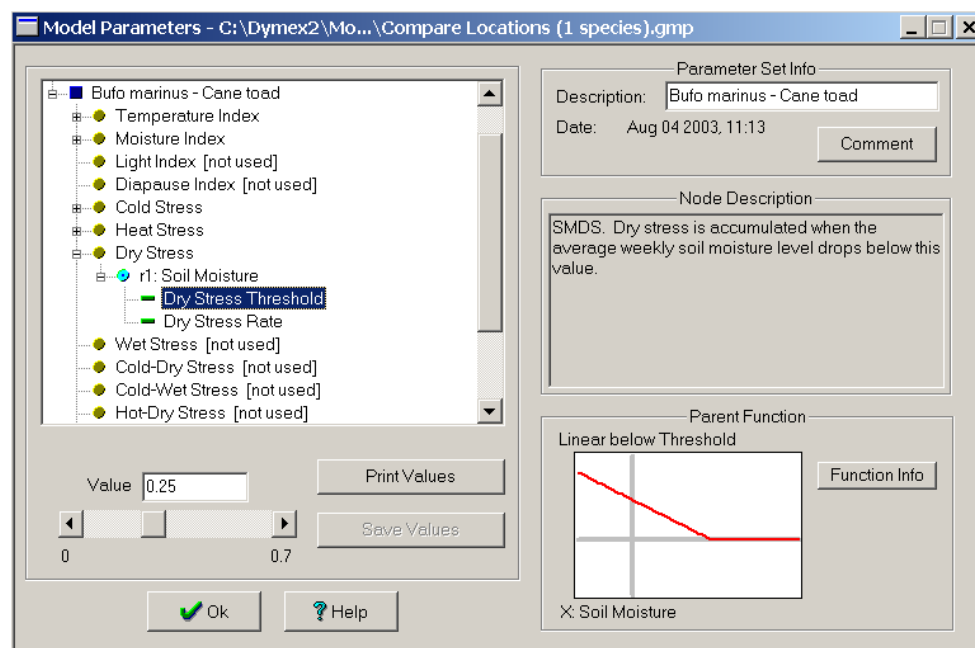 Model Parameters - C:\Dymex2\Mo...\Compare Locations (1 species).gmp
Bufo marinus - Cane toad
Temperature Index
Moisture Index
Light Index [not used]
Diapause Index [not used]
Cold Stress
Heat Stress
Dry Stress
r1: Soil Moisture
Dry Stress Threshold
Dry Stress Rate
Wet Stress [not used]
Cold-Dry Stress [not used]
Cold-Wet Stress [not used]
Hot-Dry Stress [not used]
Value 0.25
0 0.7
Print Values
Save Values
Ok
Help
Parameter Set Info
Description: Bufo marinus - Cane toad
Date: Aug 04 2003, 11:13
Comment
Node Description
SMDS. Dry stress is accumulated when the
average weekly soil moisture level drops below this
value.
Parent Function
Linear below Threshold
Function Info
X: Soil Moisture